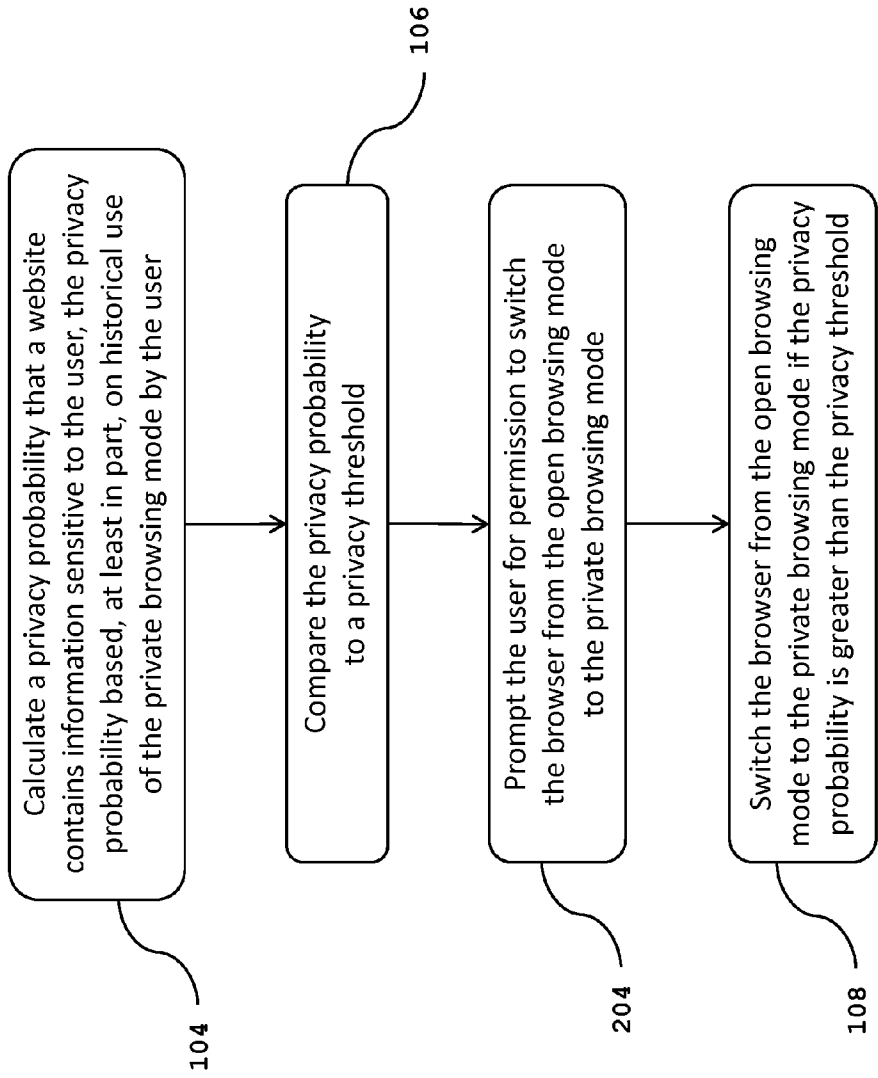 Calculate a privacy probability that a website
contains information sensitive to the user, the privacy
probability based, at least in part, on historical use
of the private browsing mode by the user
104
Compare the privacy probability
to a privacy threshold
106
Prompt the user for permission to switch
the browser from the open browsing mode
to the private browsing mode
204
Switch the browser from the open browsing
mode to the private browsing mode if the privacy
probability is greater than the privacy threshold
108